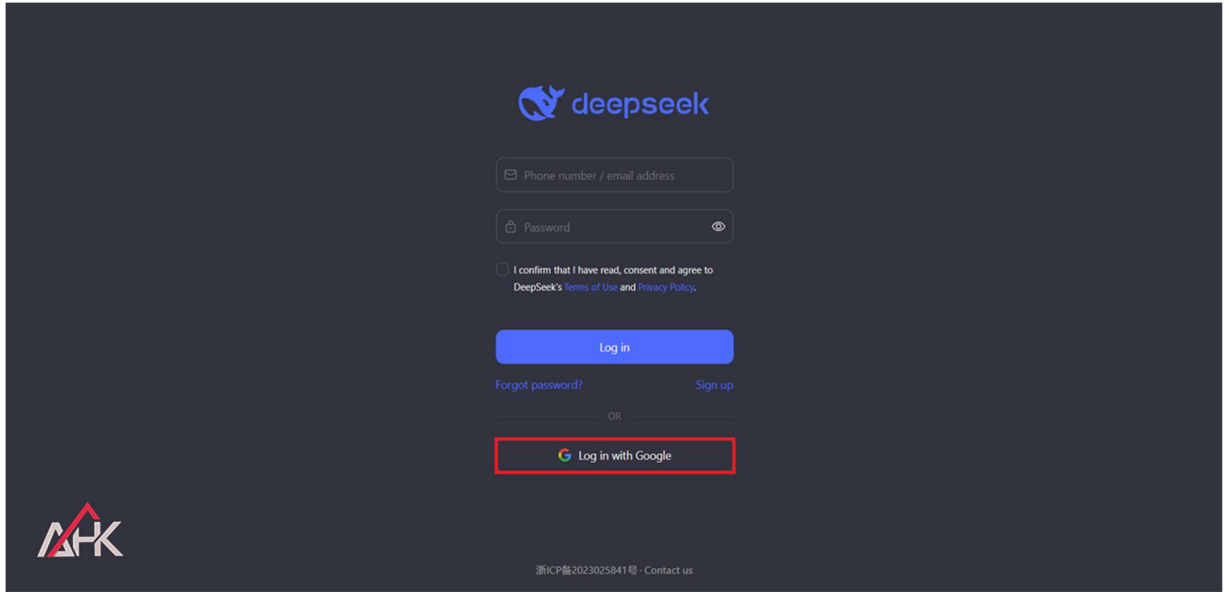 deepseek
Phone number / email address
Password
I confirm that I have read, consent and agree to
DeepSeek's Terms of Use and Privacy Policy.
Log in
Forgot password? Sign up
OR
Log in with Google
AHK
浙ICP备2023025841号 · Contact us